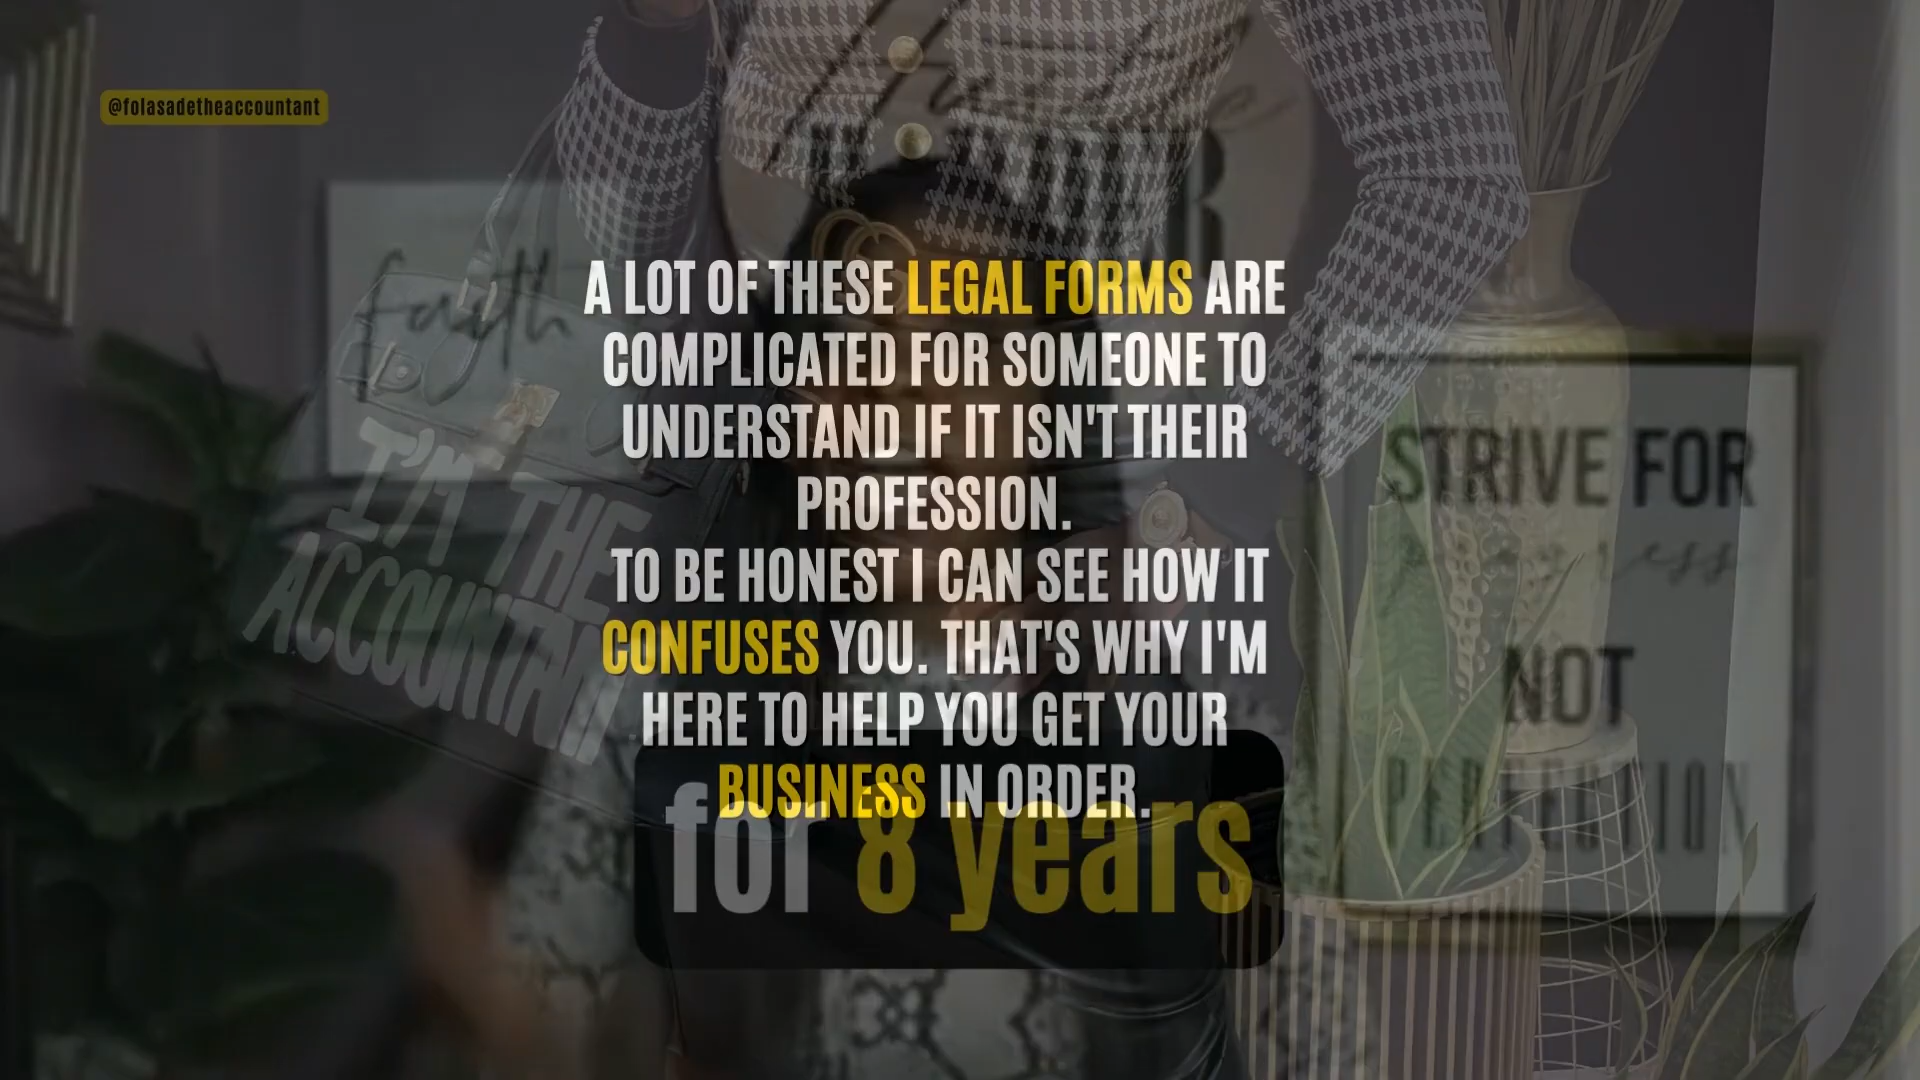 @folasadetheaccountant
A LOT OF THESE LEGAL FORMS ARE
COMPLICATED FOR SOMEONE TO
UNDERSTAND IF IT ISN'T THEIR
PROFESSION.
TO BE HONEST I CAN SEE HOW IT
CONFUSES YOU. THAT'S WHY I'M
HERE TO HELP YOU GET YOUR
BUSINESS IN ORDER.
for 8 years
faith
I'M THE
ACCOUNTANT
STRIVE FOR
NOT
PERFECTION